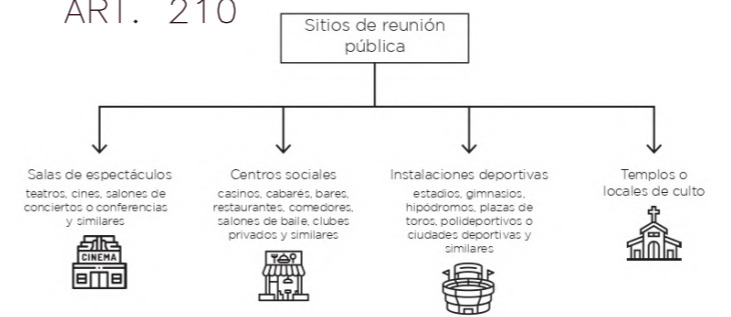 ART. 210
Sitios de reunión
pública
Salas de espectáculos
teatros, cines, salones de
conciertos o conferencias
y similares
CINEMA
Centros sociales
casinos, cabarés, bares,
restaurantes, comedores,
salones de baile, clubes
privados y similares
Instalaciones deportivas
estadios, gimnasios,
hipódromos, plazas de
toros, polideportivos o
ciudades deportivas y
similares
Templos o
locales de culto